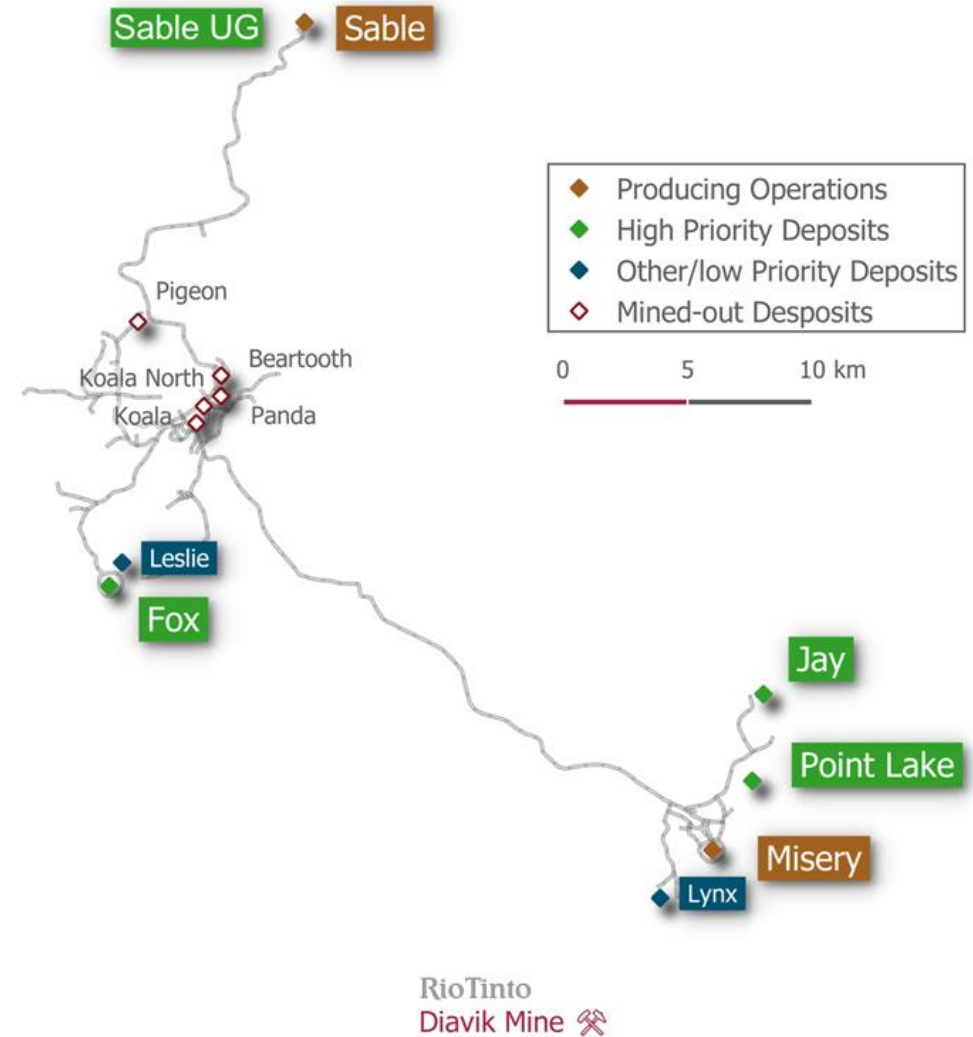 Sable UG
Sable
Producing Operations
High Priority Deposits
Other/low Priority Deposits
Mined-out Desposits
0 5 10 km
Pigeon
Beartooth
Koala North
Koala
Panda
Leslie
Fox
Jay
Point Lake
Misery
Lynx
RioTinto
Diavik Mine